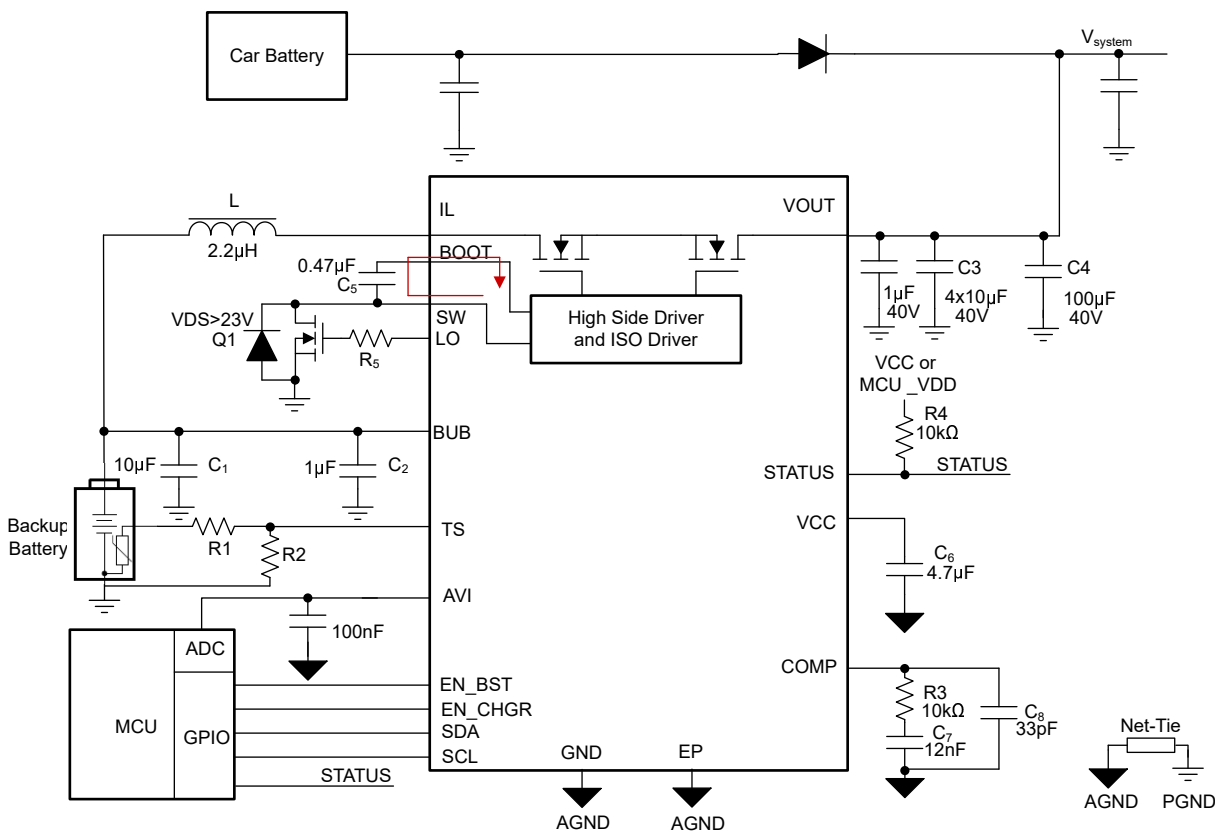 Car Battery
Vsystem
L
2.2µH
IL
VOUT
BOOT
0.47µF
C5
SW
LO
VDS>23V
Q1
R5
High Side Driver
and ISO Driver
1µF
40V
C3
4x10µF
40V
C4
100µF
40V
VCC or
MCU _VDD
R4
10kΩ
STATUS
STATUS
BUB
10µF
C1
1µF
C2
Backup
Battery
R1
R2
TS
VCC
C6
4.7µF
AVI
100nF
ADC
MCU
GPIO
EN_BST
EN_CHGR
SDA
SCL
STATUS
COMP
R3
10kΩ
C7
12nF
C8
33pF
GND
EP
AGND
AGND
Net-Tie
AGND
PGND